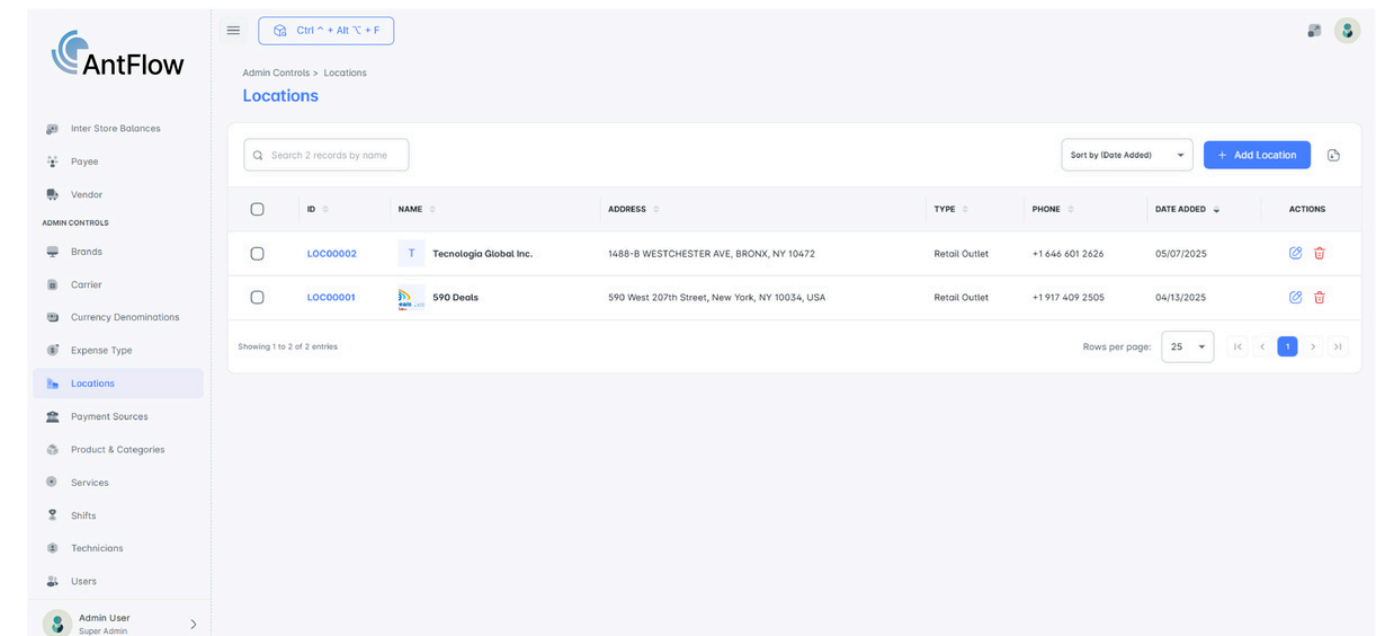 AntFlow
Ctrl ^ + Alt ⌥ + F
Admin Controls > Locations
Locations
Inter Store Balances
Payee
Vendor
ADMIN CONTROLS
Brands
Carrier
Currency Denominations
Expense Type
Locations
Payment Sources
Product & Categories
Services
Shifts
Technicians
Users
Admin User
Super Admin
Search 2 records by name
Sort by (Date Added)
+ Add Location
ID NAME ADDRESS TYPE PHONE DATE ADDED ACTIONS
LOC00002 T Tecnologia Global Inc. 1488-B WESTCHESTER AVE, BRONX, NY 10472 Retail Outlet +1 646 601 2626 05/07/2025
LOC00001 590 Deals 590 West 207th Street, New York, NY 10034, USA Retail Outlet +1 917 409 2505 04/13/2025
Showing 1 to 2 of 2 entries
Rows per page: 25 1